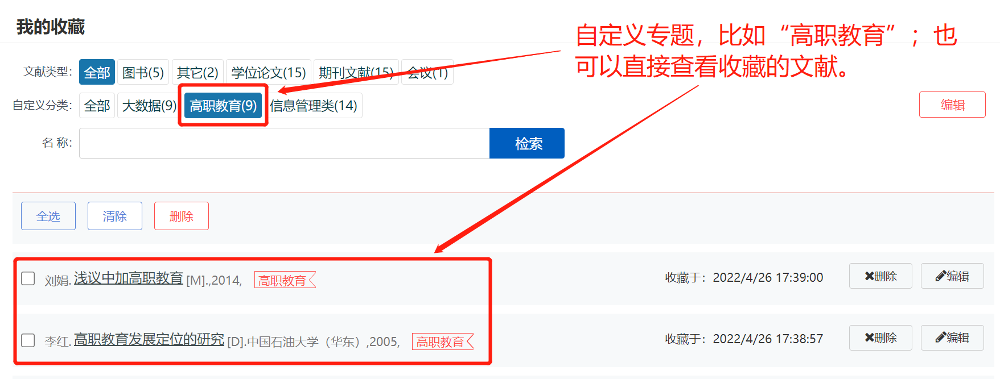 我的收藏
自定义专题，比如“高职教育”；也
可以直接查看收藏的文献。
文献类型： 全部 图书(5) 其它(2) 学位论文(15) 期刊文献(15) 会议(1)
自定义分类： 全部 大数据(9) 高职教育(9) 信息管理类(14) 编辑
名 称： 检索
全选 清除 删除
刘娟. 浅议中加高职教育 [M].,2014, 高职教育 收藏于：2022/4/26 17:39:00 删除 编辑
李红. 高职教育发展定位的研究 [D].中国石油大学（华东）,2005, 高职教育 收藏于：2022/4/26 17:38:57 删除 编辑